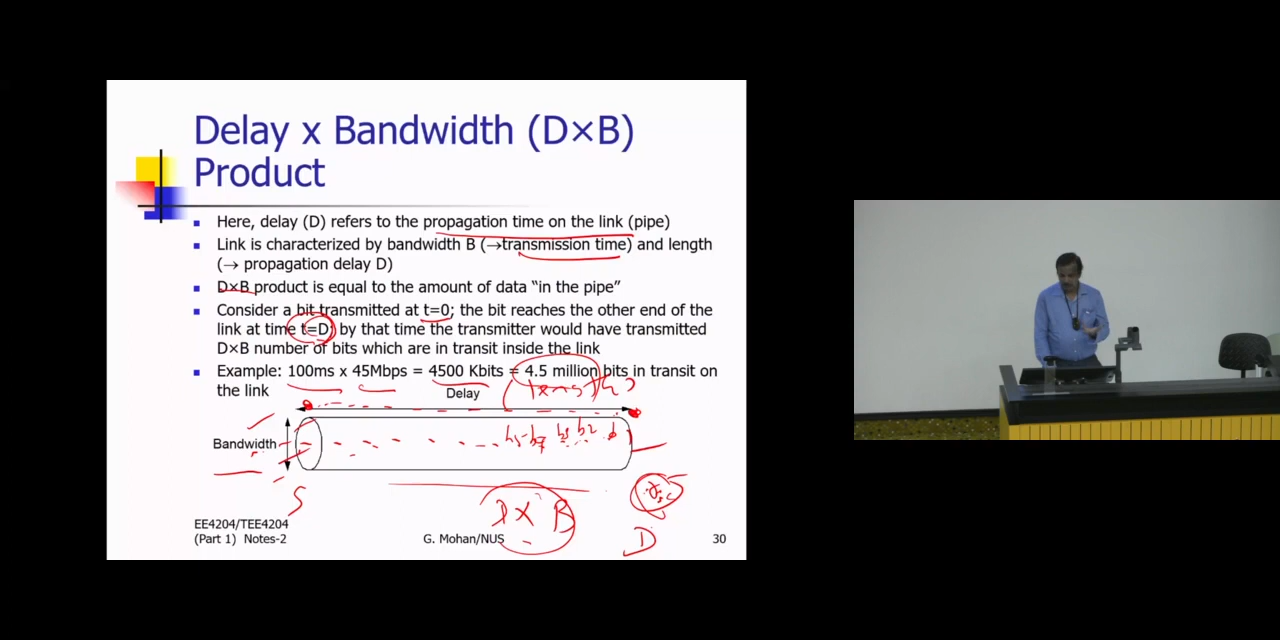 Delay x Bandwidth (D×B)
Product
Here, delay (D) refers to the propagation time on the link (pipe)
Link is characterized by bandwidth B (→transmission time) and length
(→ propagation delay D)
D×B product is equal to the amount of data “in the pipe”
Consider a bit transmitted at t=0; the bit reaches the other end of the
link at time t=D; by that time the transmitter would have transmitted
D×B number of bits which are in transit inside the link
Example: 100ms x 45Mbps = 4500 Kbits = 4.5 million bits in transit on
the link
Delay
(length)
Bandwidth
b5 b4 b3 b2
S
D X B
D
EE4204/TEE4204
(Part 1) Notes-2
G. Mohan/NUS
30